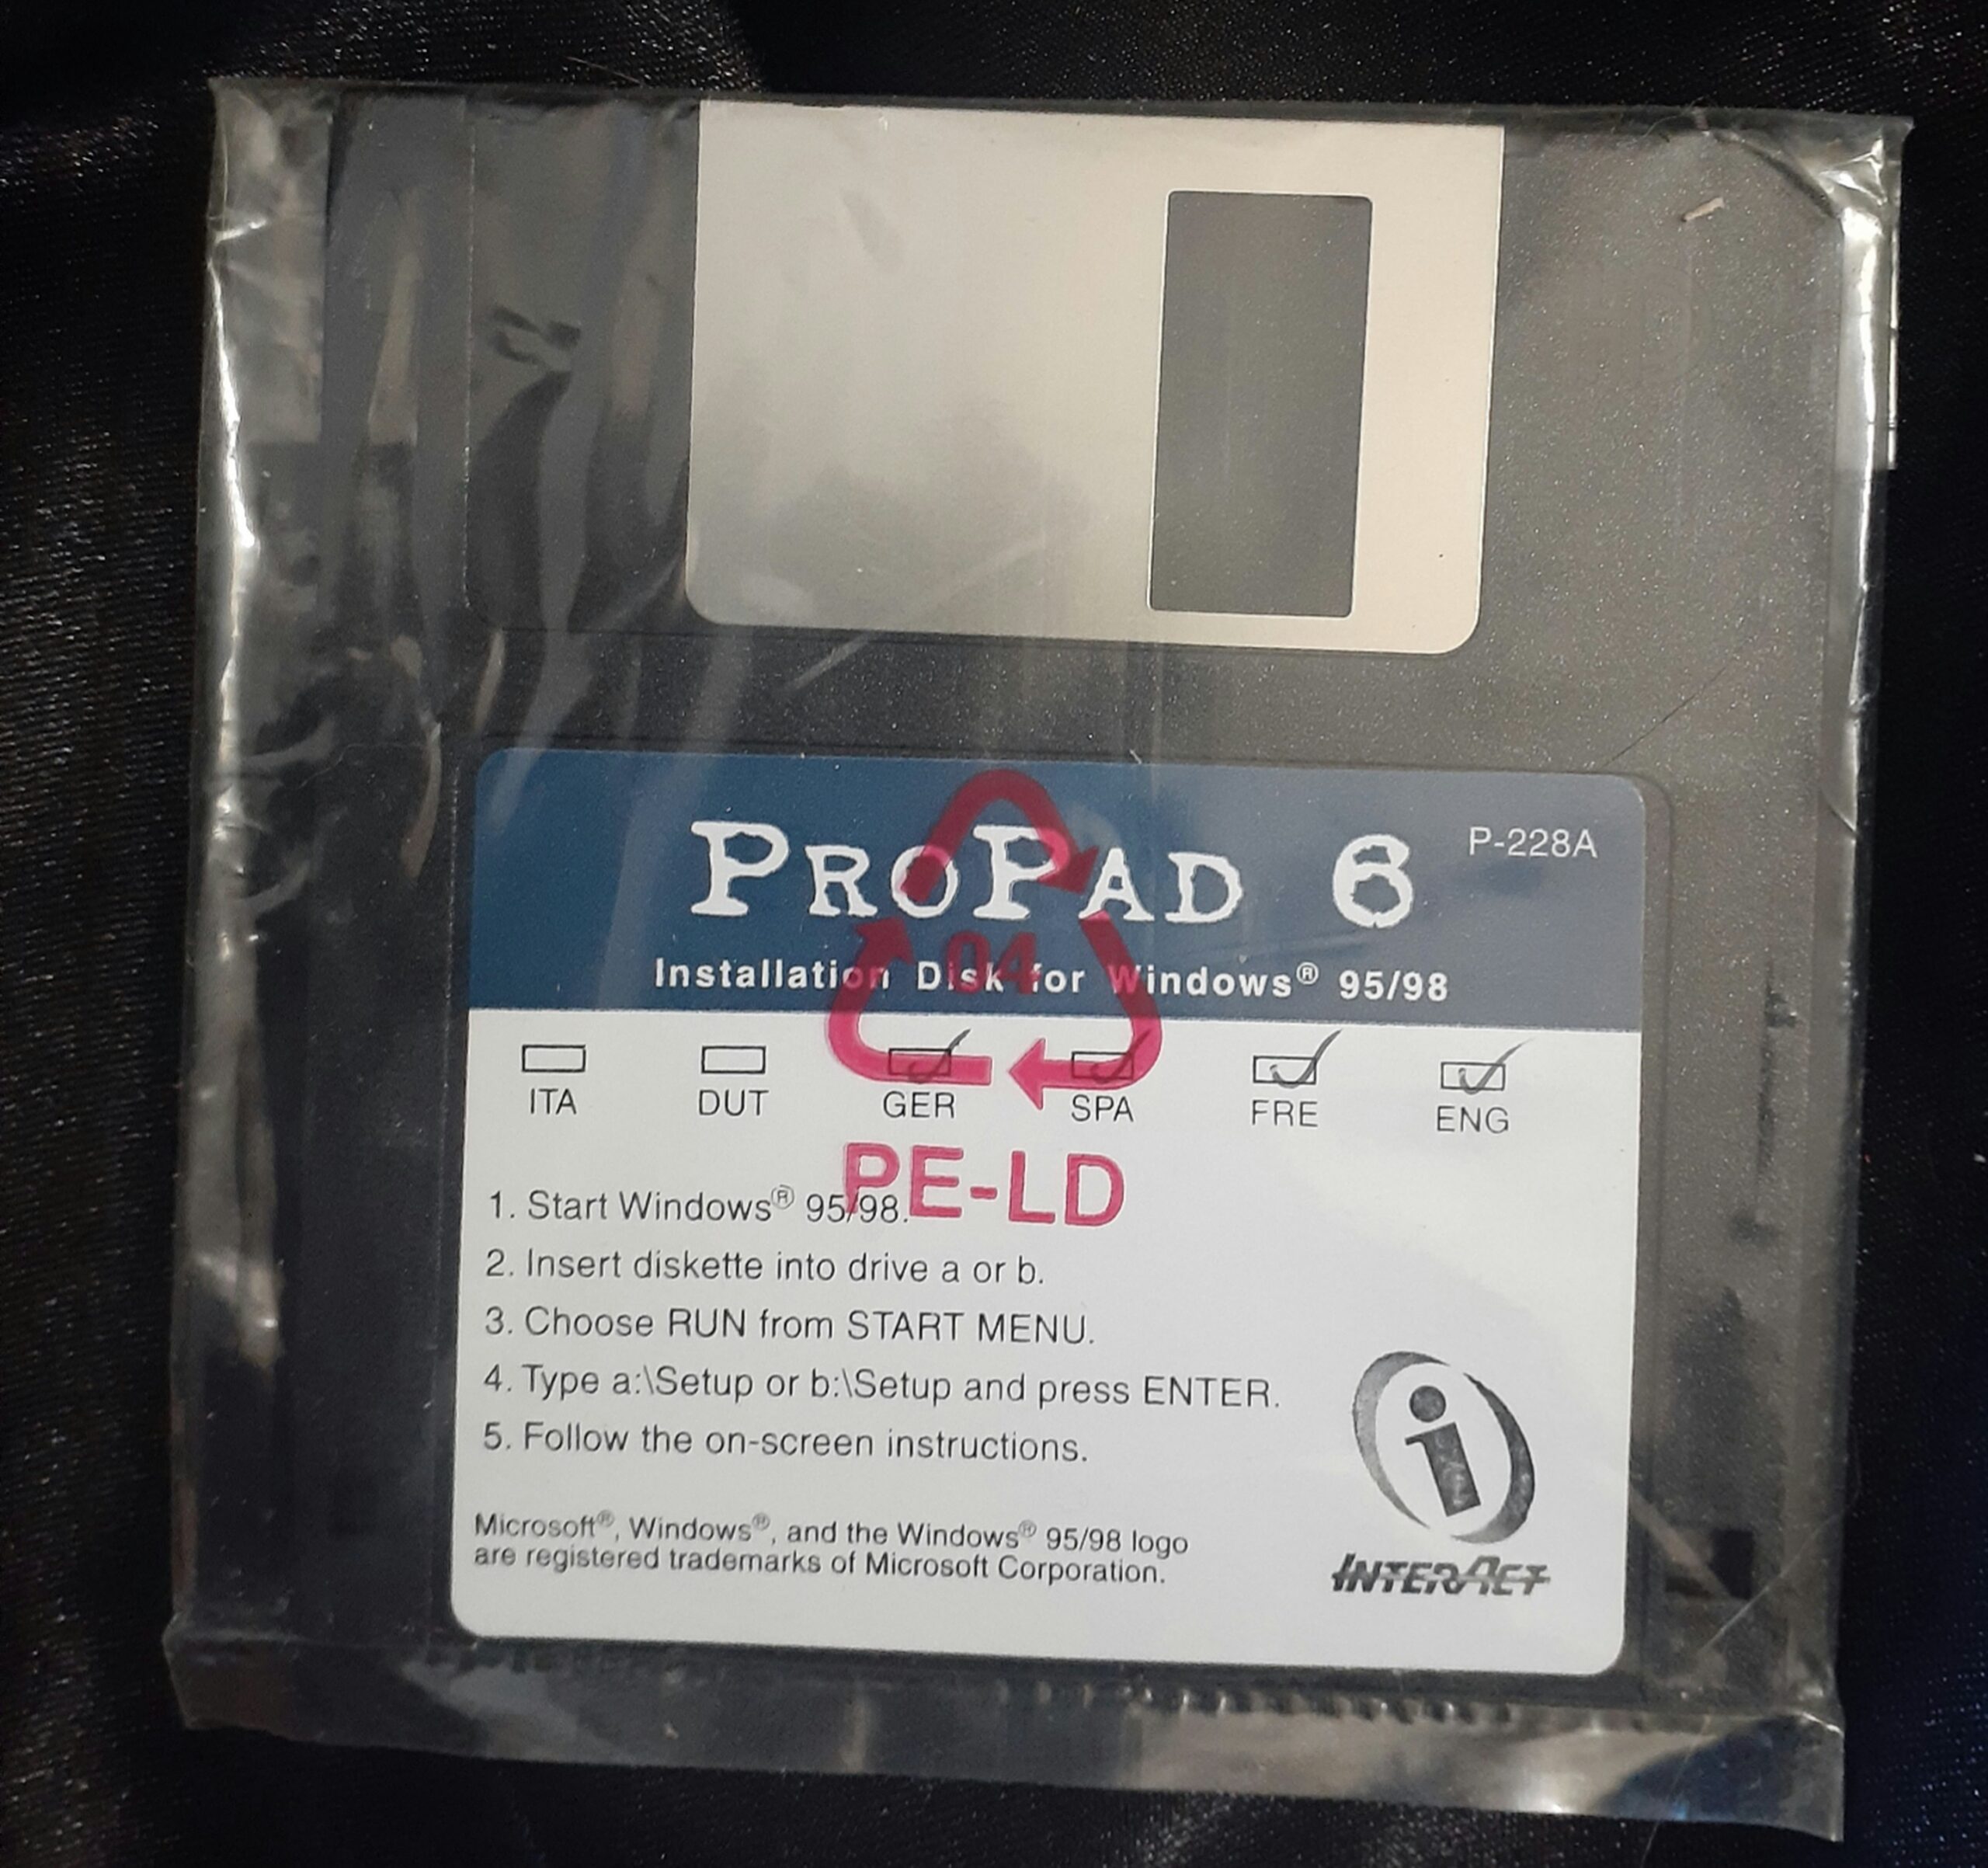 PROPAD 6 P-228A
Installation Disk for Windows® 95/98
ITA DUT GER SPA FRE ENG
04
PE-LD
1. Start Windows® 95/98.
2. Insert diskette into drive a or b.
3. Choose RUN from START MENU.
4. Type a:\Setup or b:\Setup and press ENTER.
5. Follow the on-screen instructions.
Microsoft®, Windows®, and the Windows® 95/98 logo
are registered trademarks of Microsoft Corporation.
i
INTERACT